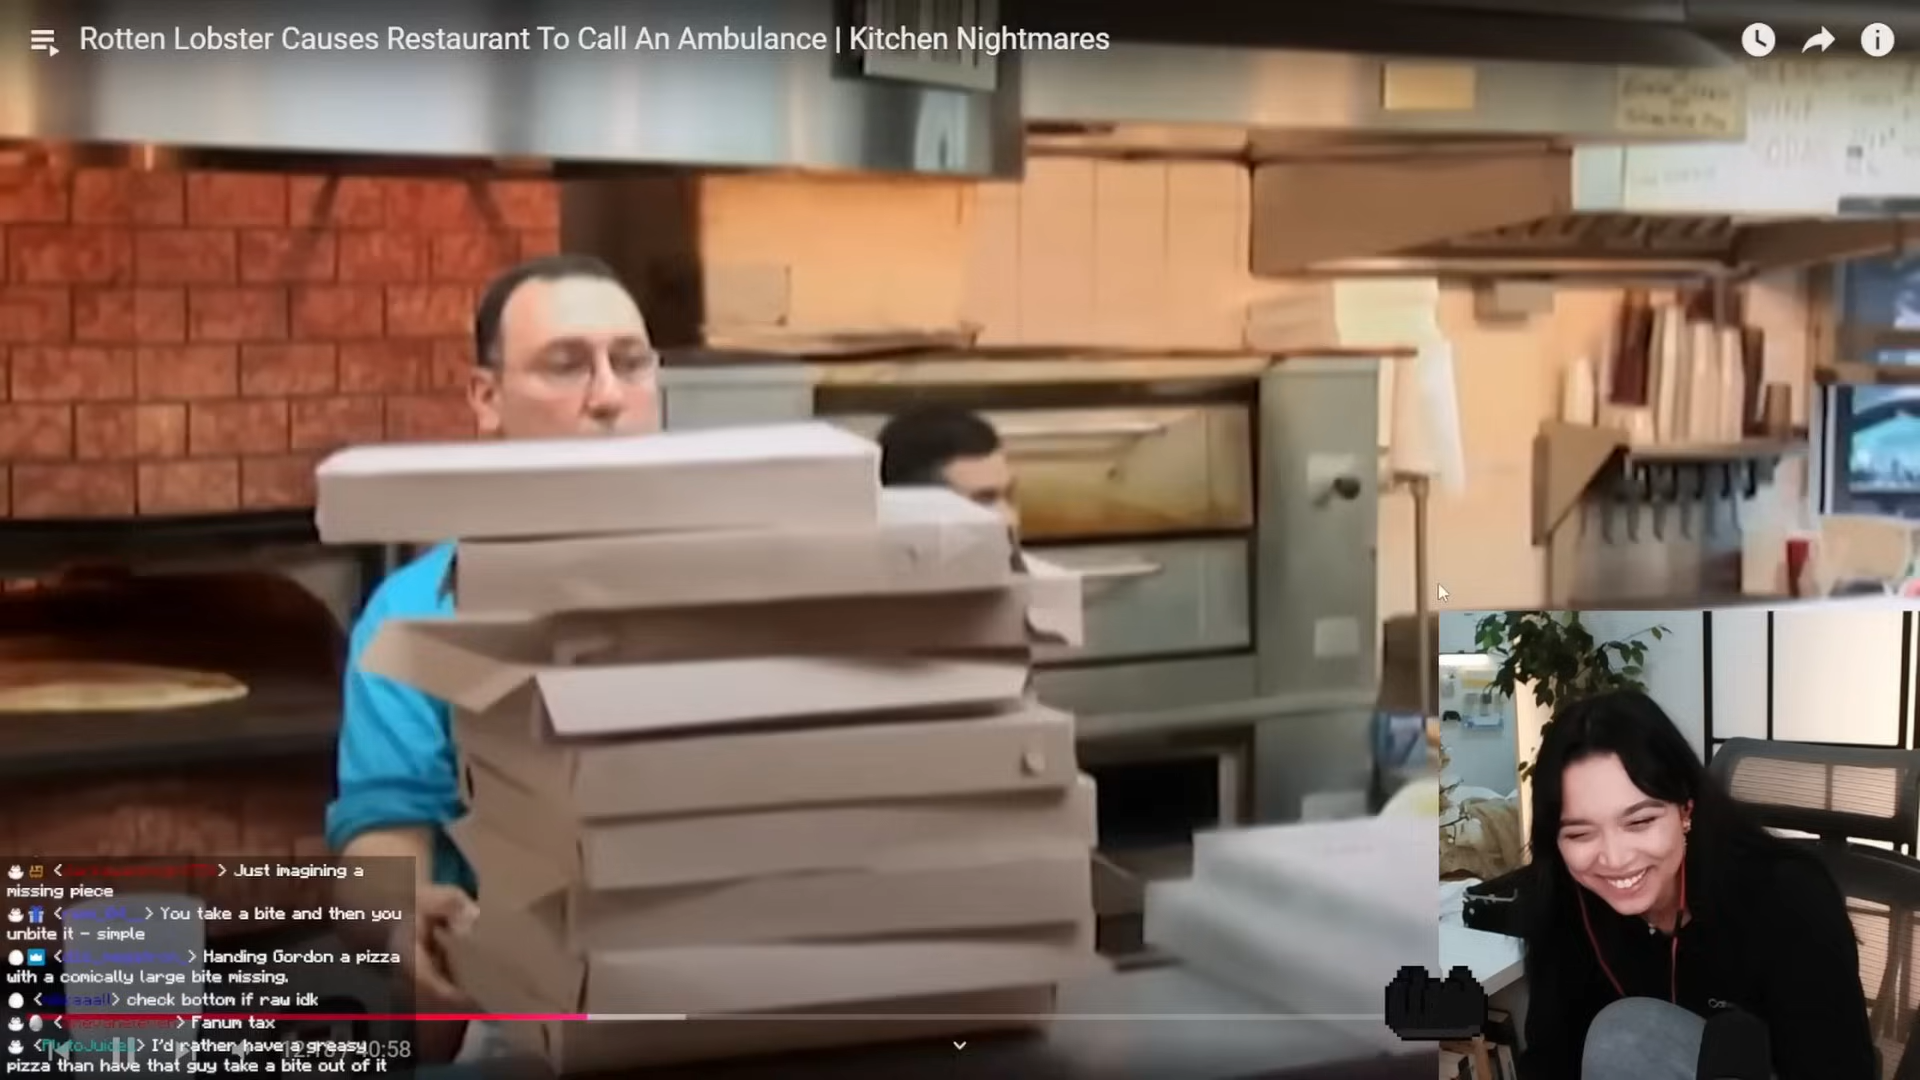 Rotten Lobster Causes Restaurant To Call An Ambulance | Kitchen Nightmares
Just imagining a
missing piece
You take a bite and then you
unbite it - simple
Handing Gordon a pizza
with a comically large bite missing.
check bottom if raw idk
Fanum tax
I'd rather have a greasy
pizza than have that guy take a bite out of it
40:58